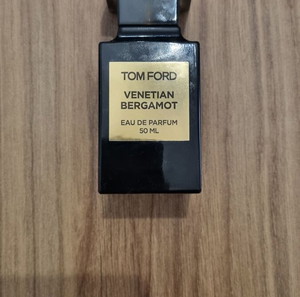 TOM FORD
VENETIAN
BERGAMOT
EAU DE PARFUM
50 ML